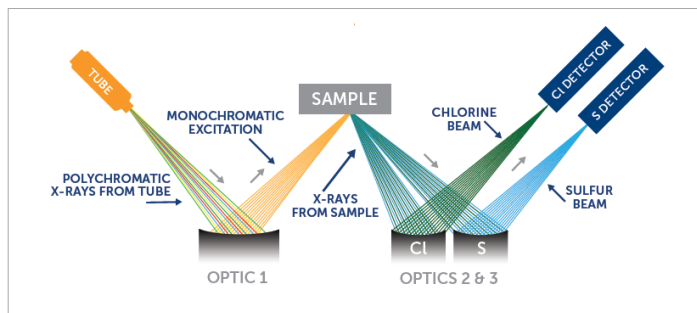 TUBE
SAMPLE
Cl DETECTOR
S DETECTOR
MONOCHROMATIC
EXCITATION
CHLORINE
BEAM
POLYCHROMATIC
X-RAYS FROM TUBE
X-RAYS
FROM SAMPLE
SULFUR
BEAM
Cl
S
OPTIC 1
OPTICS 2 & 3